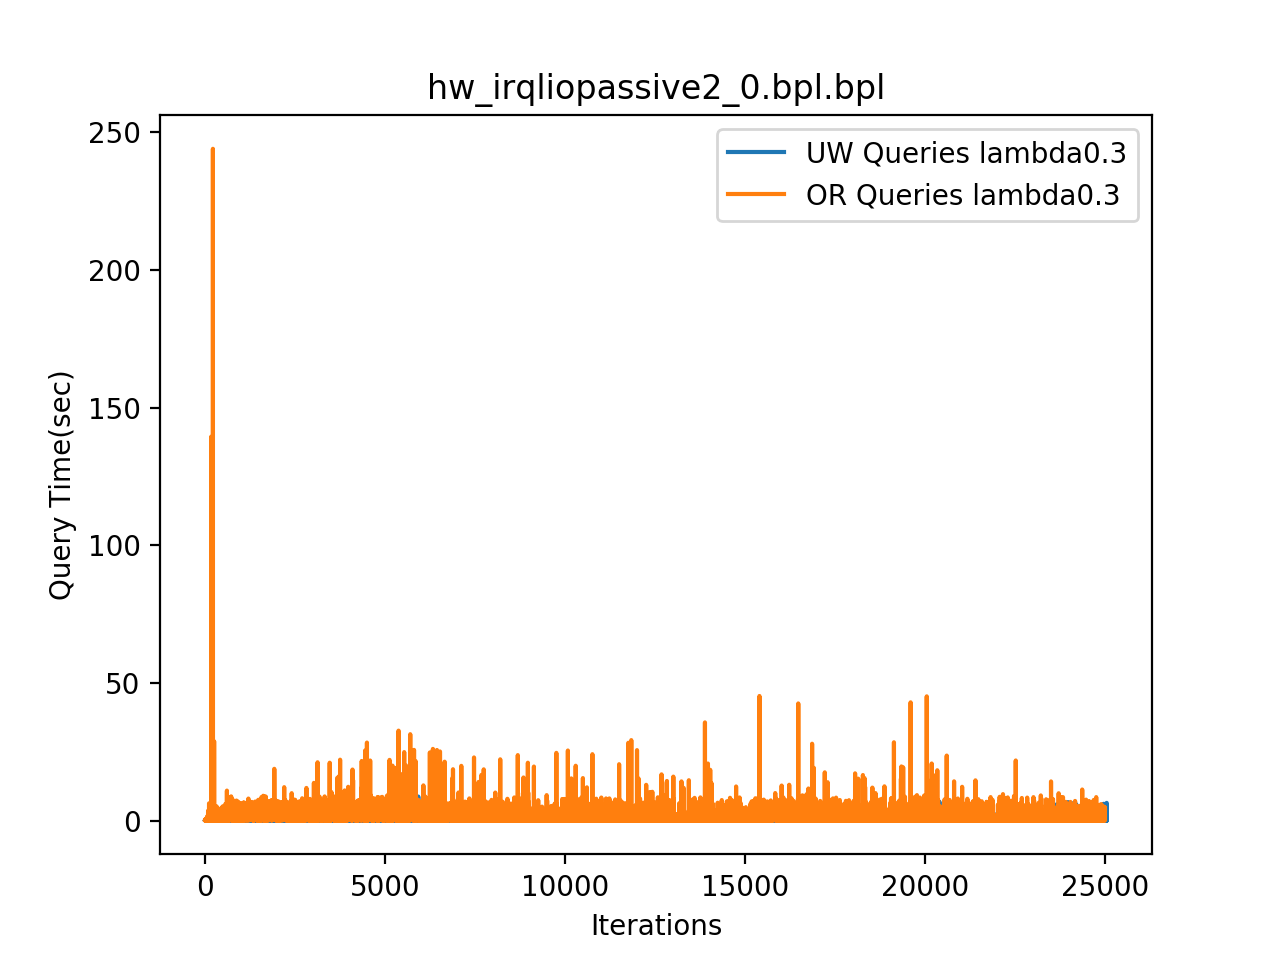 hw_irqliopassive2_0.bpl.bpl
UW Queries lambda0.3
OR Queries lambda0.3
250
200
150
100
50
0
Query Time(sec)
0 5000 10000 15000 20000 25000
Iterations